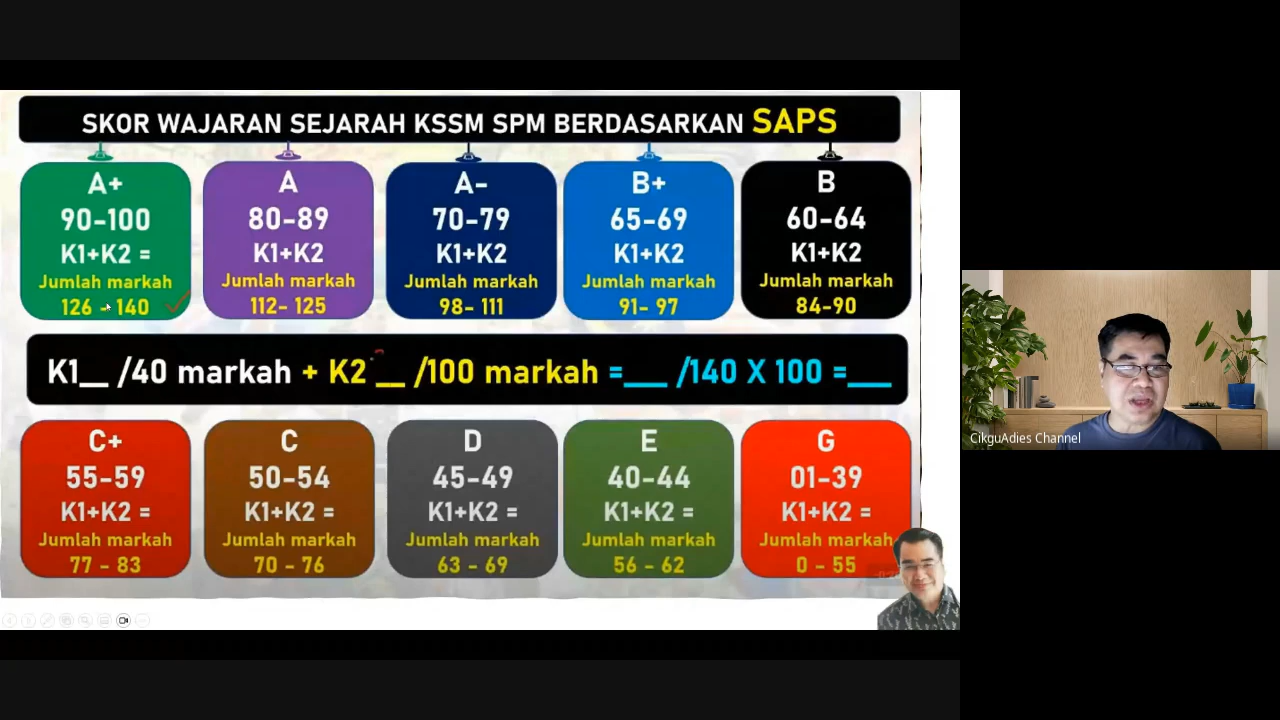 SKOR WAJARAN SEJARAH KSSM SPM BERDASARKAN SAPS
A+
90-100
K1+K2 =
Jumlah markah
126 - 140
A
80-89
K1+K2
Jumlah markah
112- 125
A-
70-79
K1+K2
Jumlah markah
98- 111
B+
65-69
K1+K2
Jumlah markah
91- 97
B
60-64
K1+K2
Jumlah markah
84-90
K1__ /40 markah + K2 __ /100 markah =___ /140 X 100 =___
C+
55-59
K1+K2 =
Jumlah markah
77 - 83
C
50-54
K1+K2 =
Jumlah markah
70 - 76
D
45-49
K1+K2 =
Jumlah markah
63 - 69
E
40-44
K1+K2 =
Jumlah markah
56 - 62
G
01-39
K1+K2 =
Jumlah markah
0 - 55
CikguAdies Channel